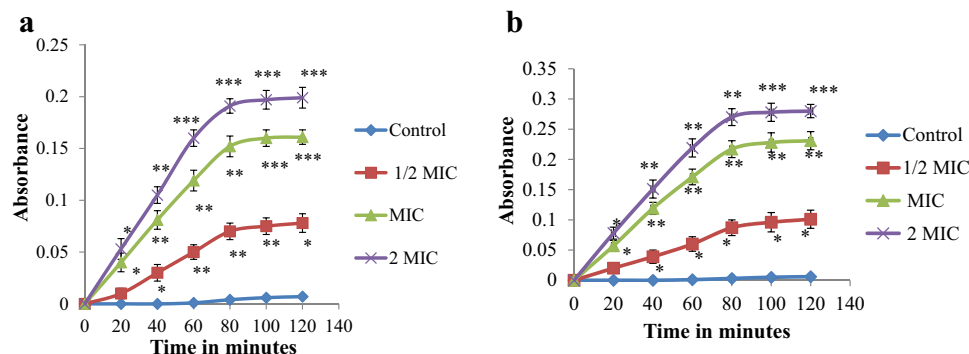 a
0.25
0.2
0.15
0.1
0.05
0
Absorbance
*** *** ***
***
**
*
** *** ***
**
** ** **
* ** ** *
*
0 20 40 60 80 100 120 140
Time in minutes
Control
1/2 MIC
MIC
2 MIC
b
0.35
0.3
0.25
0.2
0.15
0.1
0.05
0
Absorbance
** *** ***
**
**
*
** ** **
**
**
* * * *
* *
0 20 40 60 80 100 120 140
Time in minutes
Control
1/2 MIC
MIC
2 MIC